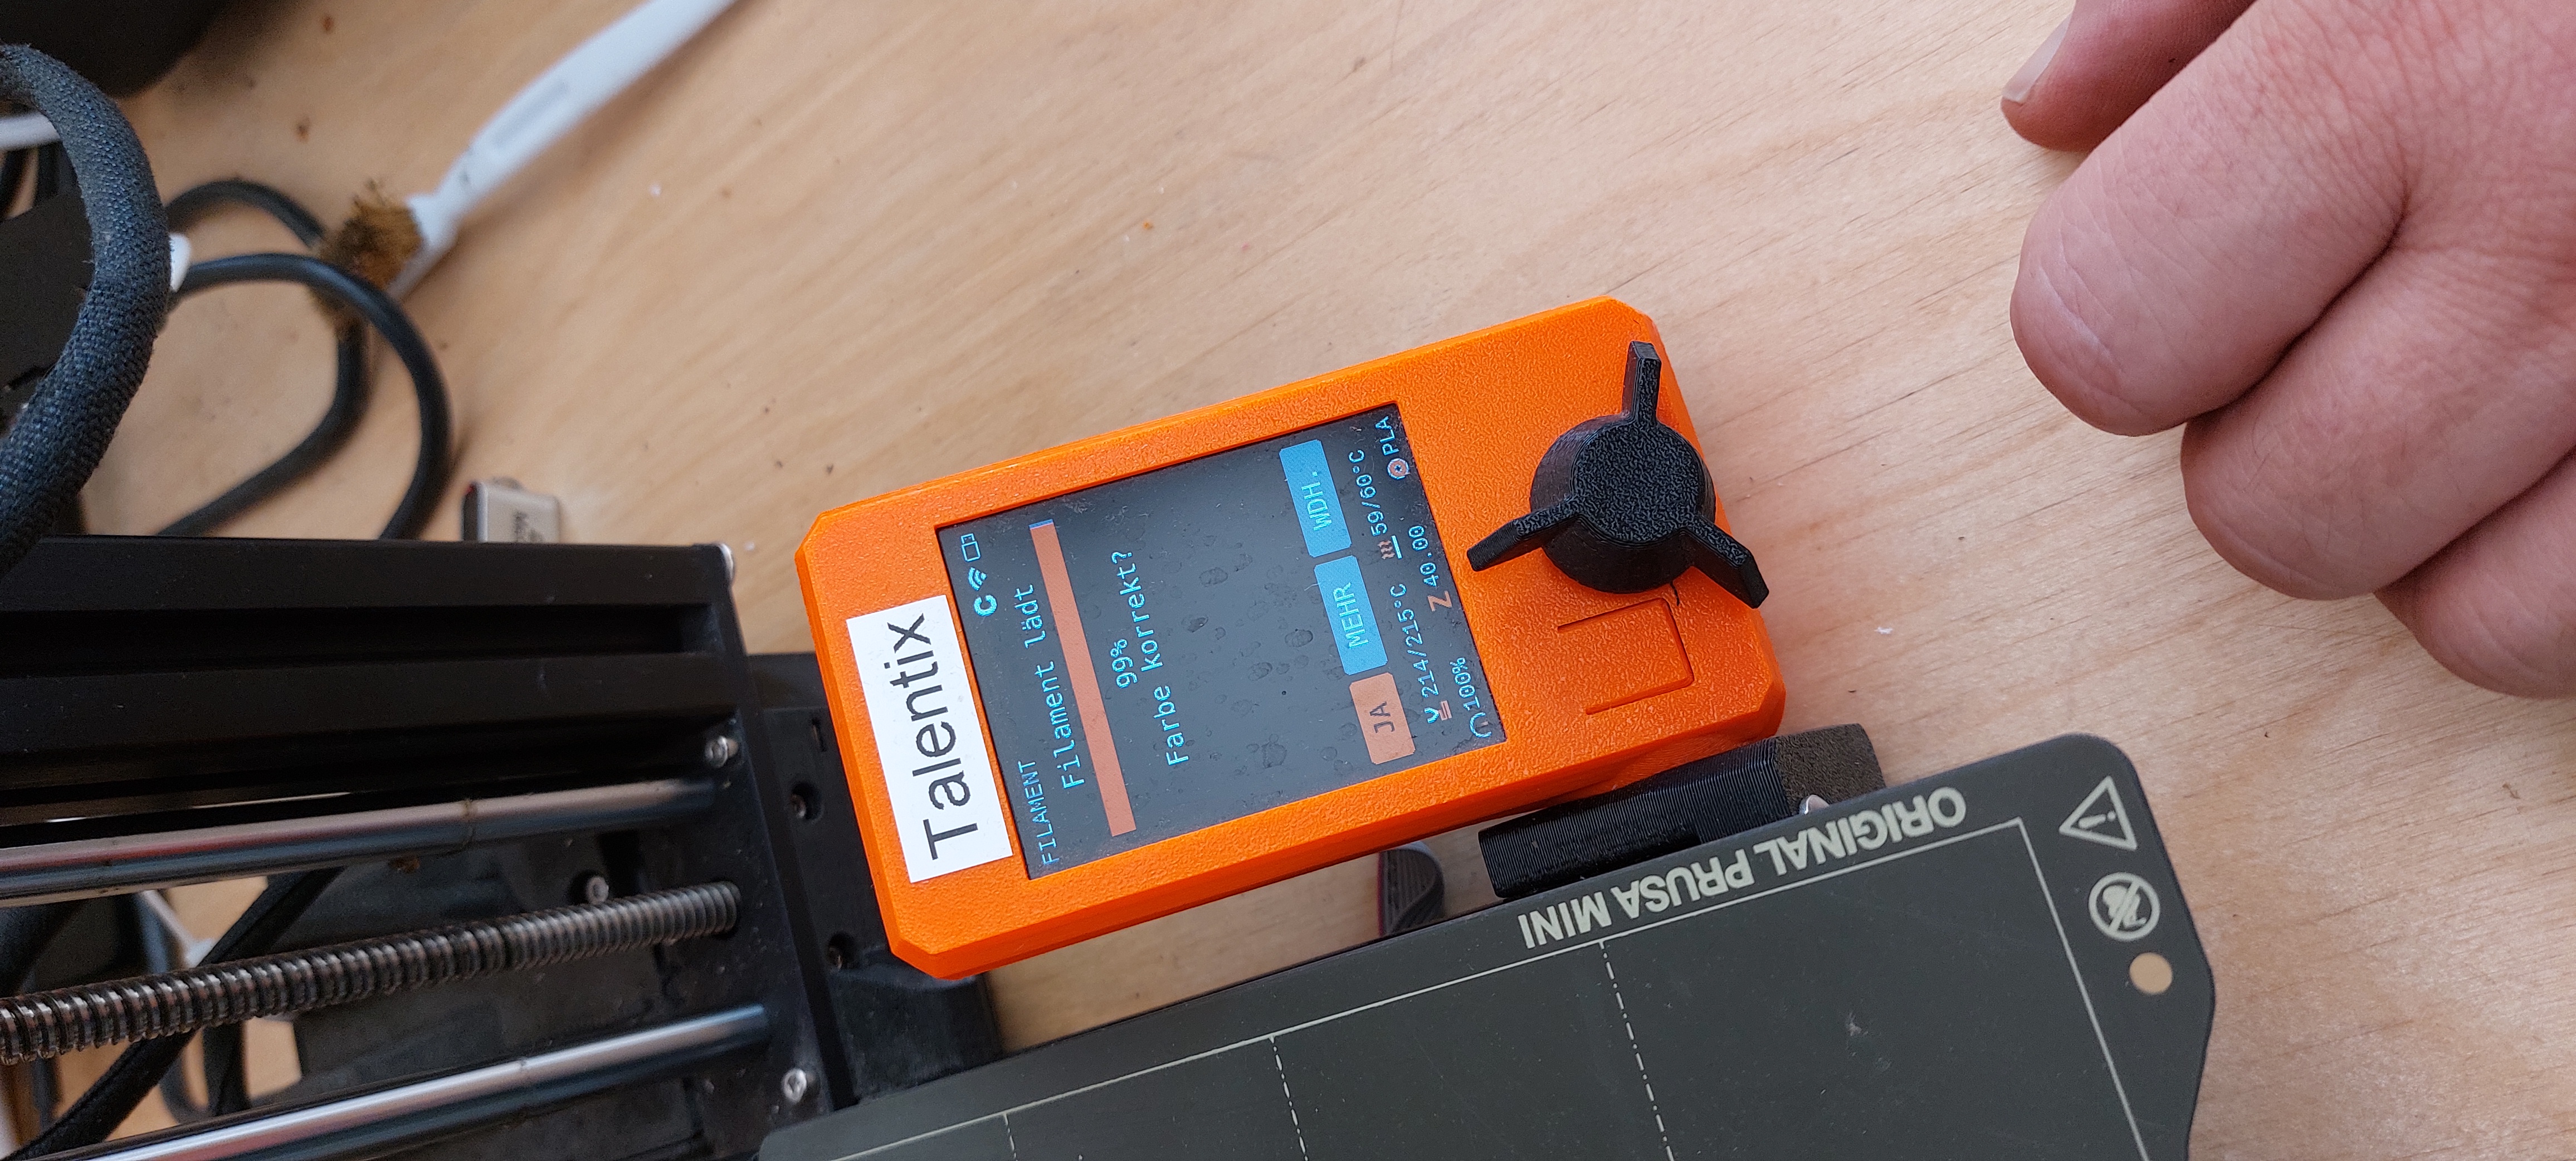 Talentix
FILAMENT
Filament lädt
99%
Farbe korrekt?
JA MEHR WDH.
214/215°C 59/60°C
100% Z 40.00 PLA
ORIGINAL PRUSA MINI